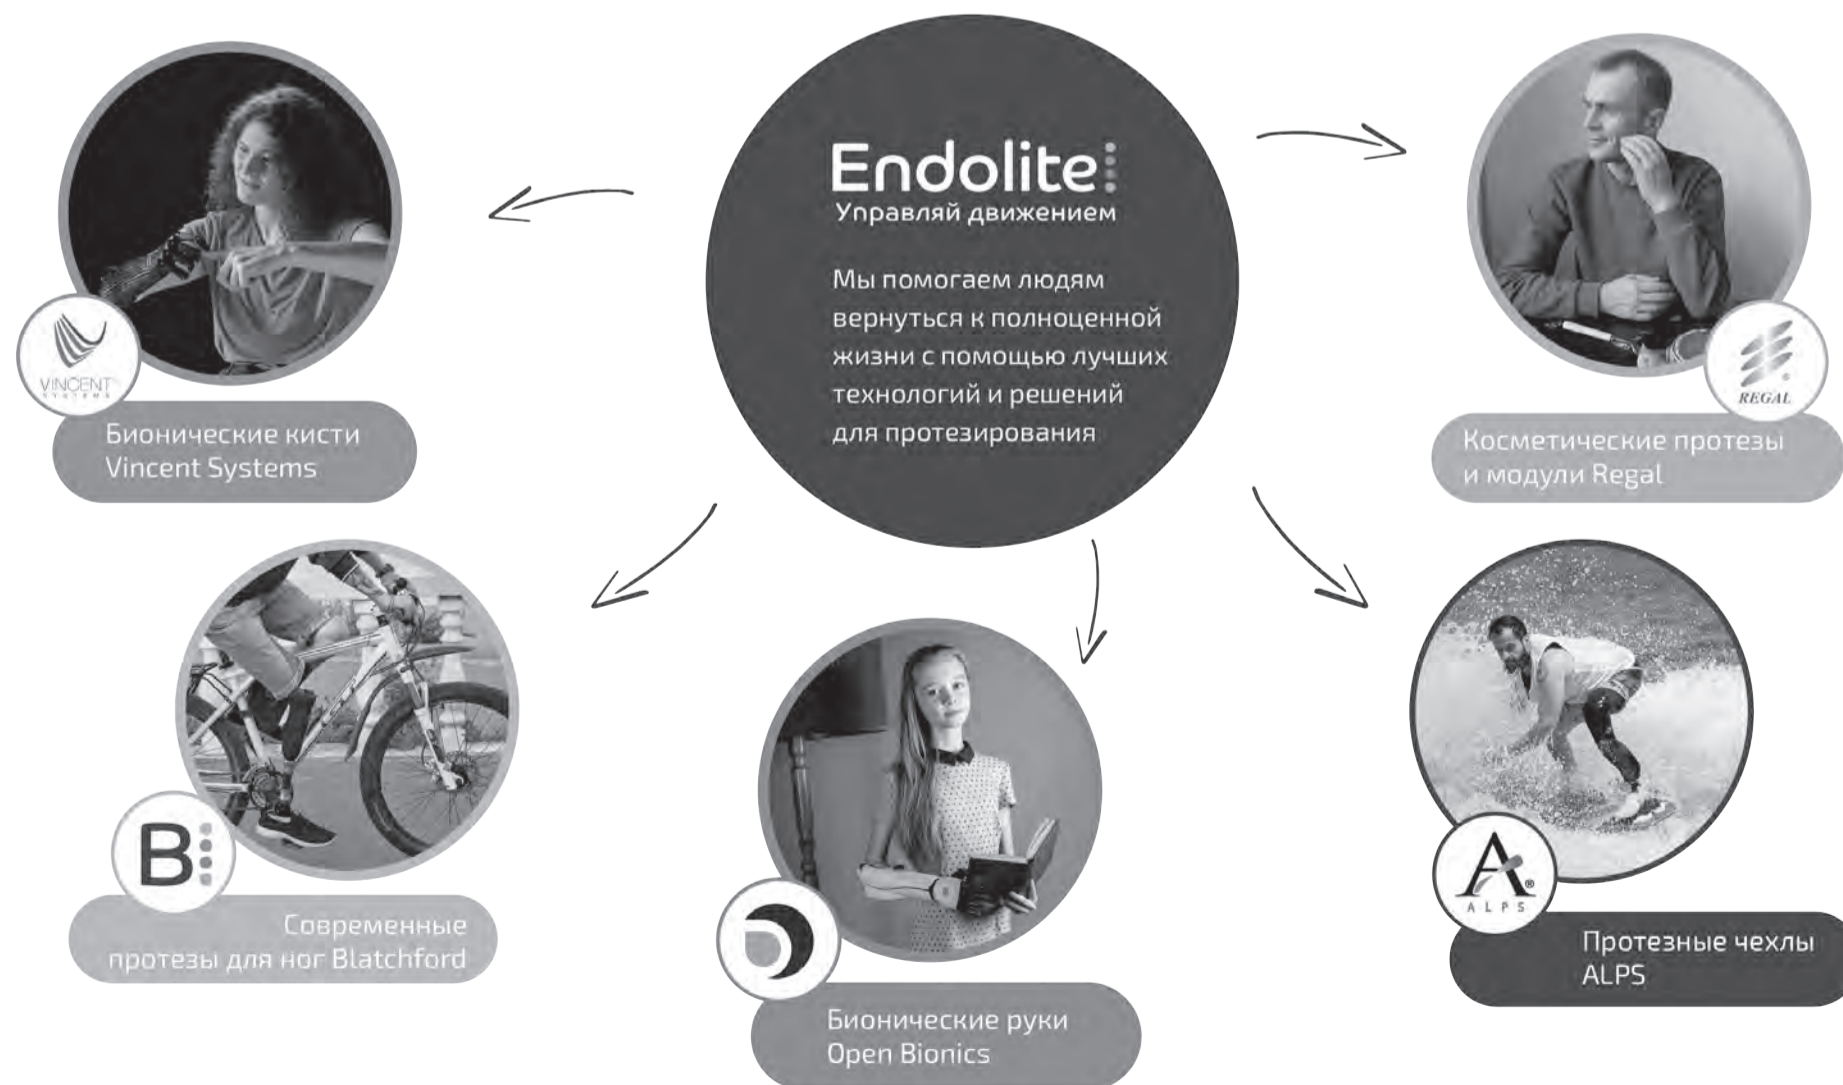 Endolite
Управляй движением
Мы помогаем людям
вернуться к полноценной
жизни с помощью лучших
технологий и решений
для протезирования
VINCENT
SYSTEMS
Бионические кисти
Vincent Systems
REGAL
Косметические протезы
и модули Regal
B
Современные
протезы для ног Blatchford
Бионические руки
Open Bionics
A®
ALPS
Протезные чехлы
ALPS